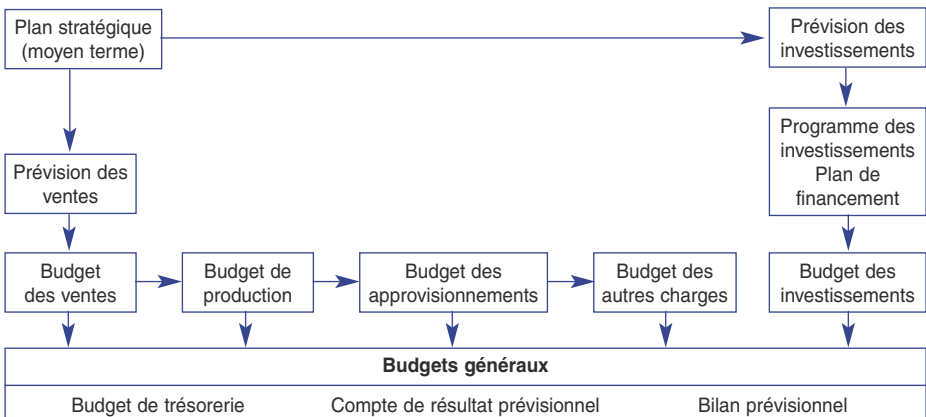 Plan stratégique
(moyen terme)
Prévision des
investissements
Programme des
investissements
Plan de
financement
Prévision des
ventes
Budget
des ventes
Budget de
production
Budget des
approvisionnements
Budget des
autres charges
Budget des
investissements
Budgets généraux
Budget de trésorerie
Compte de résultat prévisionnel
Bilan prévisionnel